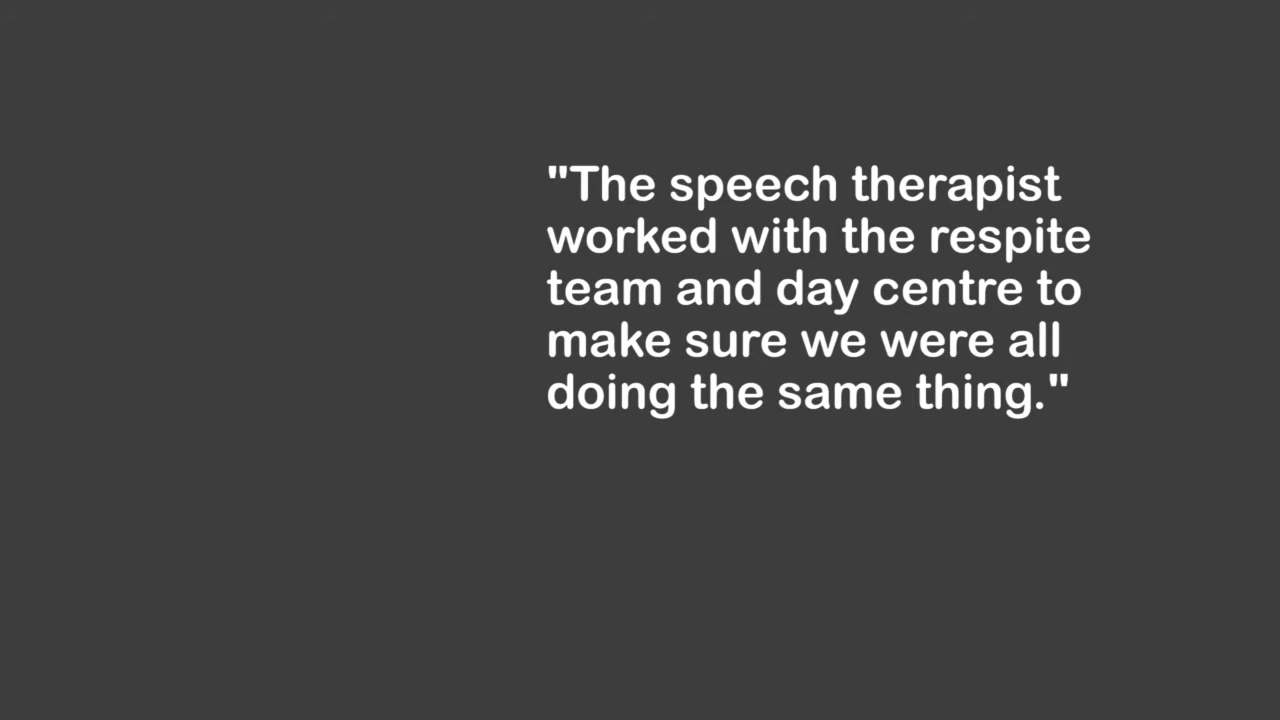 "The speech therapist
worked with the respite
team and day centre to
make sure we were all
doing the same thing."